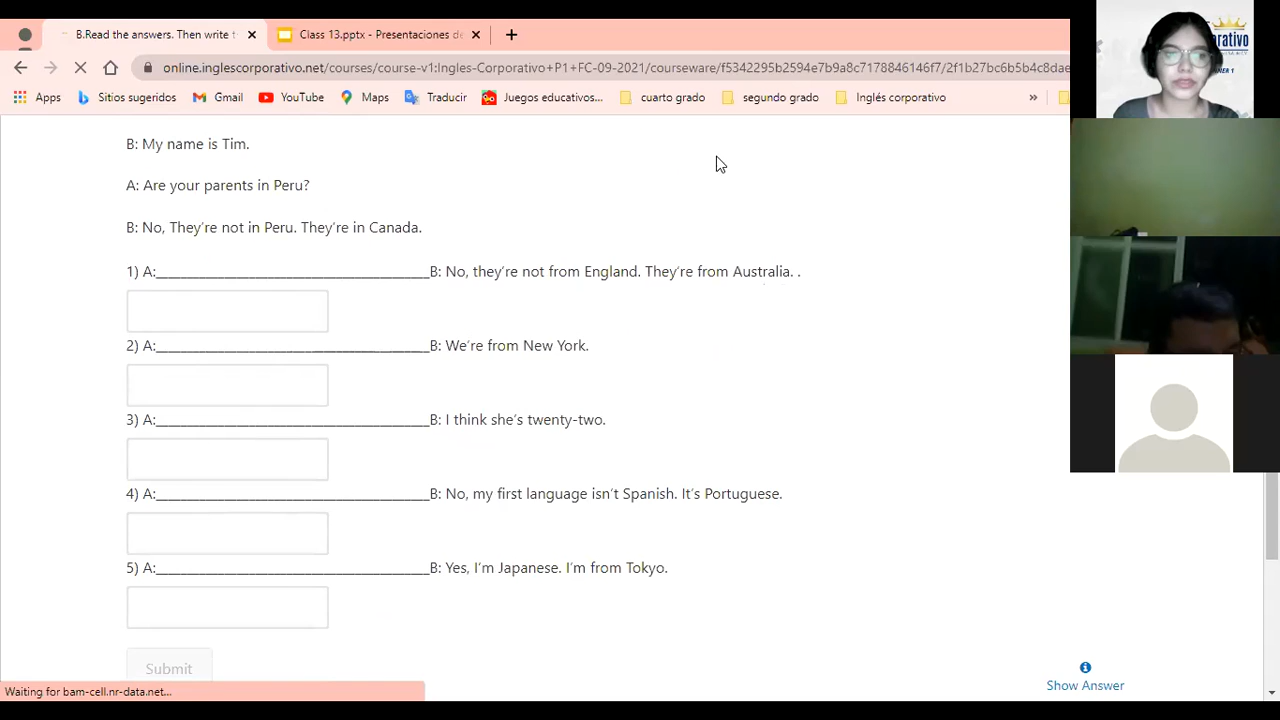 B.Read the answers. Then write t
Class 13.pptx - Presentaciones de
online.inglescorporativo.net/courses/course-v1:Ingles-Corporativo+P1+FC-09-2021/courseware/f5342295b2594e7b9a8c7178846146f7/2f1b27bc6b5b4c8dae
Apps
Sitios sugeridos
Gmail
YouTube
Maps
Traducir
Juegos educativos...
cuarto grado
segundo grado
Inglés corporativo
»
B: My name is Tim.
A: Are your parents in Peru?
B: No, They're not in Peru. They're in Canada.
1) A:________________________________B: No, they're not from England. They're from Australia. .
2) A:________________________________B: We're from New York.
3) A:________________________________B: I think she's twenty-two.
4) A:________________________________B: No, my first language isn't Spanish. It's Portuguese.
5) A:________________________________B: Yes, I'm Japanese. I'm from Tokyo.
Submit
Show Answer
Waiting for bam-cell.nr-data.net...